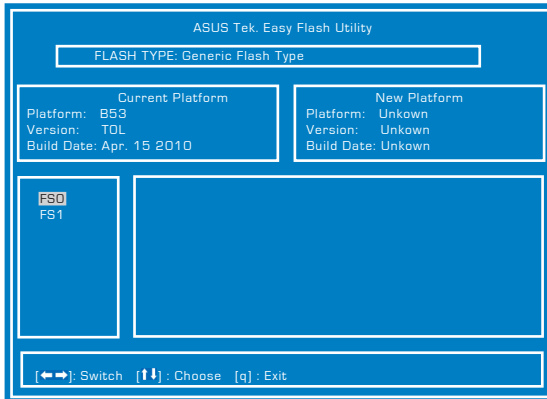 ASUS Tek. Easy Flash Utility
FLASH TYPE: Generic Flash Type
Current Platform
Platform: B53
Version: TOL
Build Date: Apr. 15 2010
New Platform
Platform: Unkown
Version: Unkown
Build Date: Unkown
FS0
FS1
[←→]: Switch [↑↓] : Choose [q] : Exit